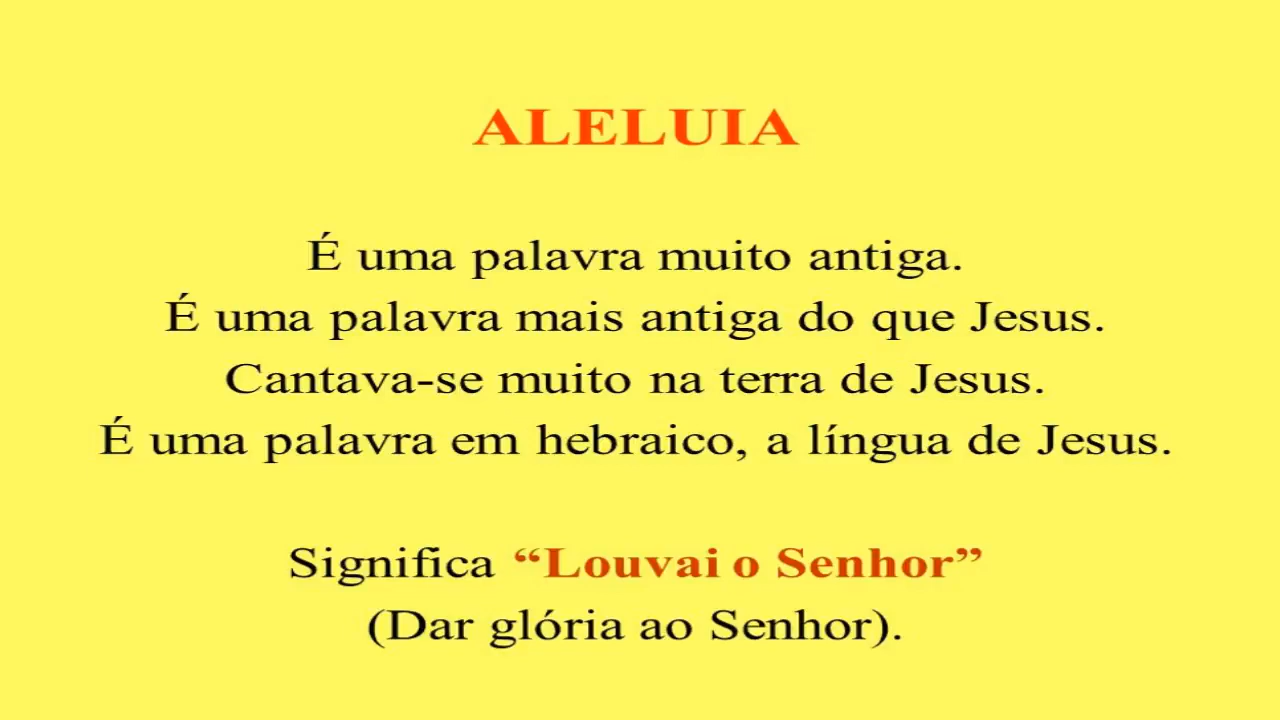 ALELUIA
É uma palavra muito antiga.
É uma palavra mais antiga do que Jesus.
Cantava-se muito na terra de Jesus.
É uma palavra em hebraico, a língua de Jesus.
Significa “Louvai o Senhor”
(Dar glória ao Senhor).